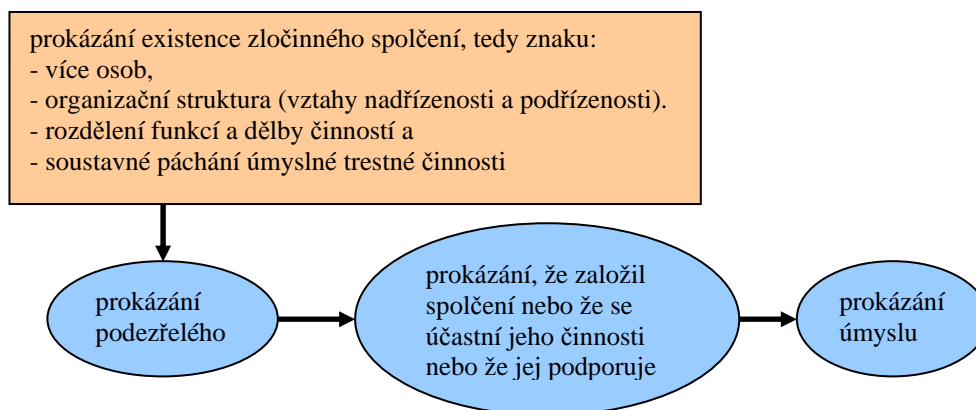 prokázání existence zločinného spolčení, tedy znaku:
- více osob,
- organizační struktura (vztahy nadřízenosti a podřízenosti).
- rozdělení funkcí a dělby činností a
- soustavné páchání úmyslné trestné činnosti
prokázání
podezřelého
prokázání, že založil
spolčení nebo že se
účastní jeho činnosti
nebo že jej podporuje
prokázání
úmyslu